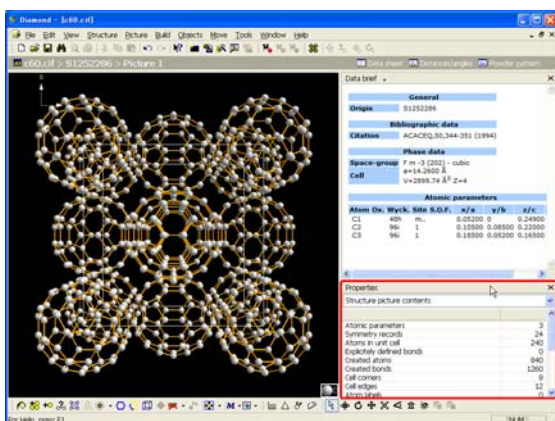 Diamond - [c60.cif]
File Edit View Structure Picture Build Objects Move Tools Window Help
c60.cif > S1252286 > Picture 1
Data sheet Distances/angles Powder pattern
Data brief
General
Origin S1252286
Bibliographic data
Citation ACACEQ,50,344-351 (1994)
Phase data
Space-group F m -3 (202) - cubic
Cell a=14.2600 Å
V=2899.74 Å3 Z=4
Atomic parameters
Atom Ox. Wyck. Site S.O.F. x/a y/b z/c
C1 48h m.. 0.05200 0 0.24900
C2 96i 1 0.10500 0.08500 0.22000
C3 96i 1 0.18500 0.05200 0.16500
Properties
Structure picture contents
Atomic parameters 3
Symmetry records 24
Atoms in unit cell 240
Explicitely defined bonds 0
Created atoms 840
Created bonds 1260
Cell corners 8
Cell edges 12
Atom labels 0
For Help, press F1
NUM